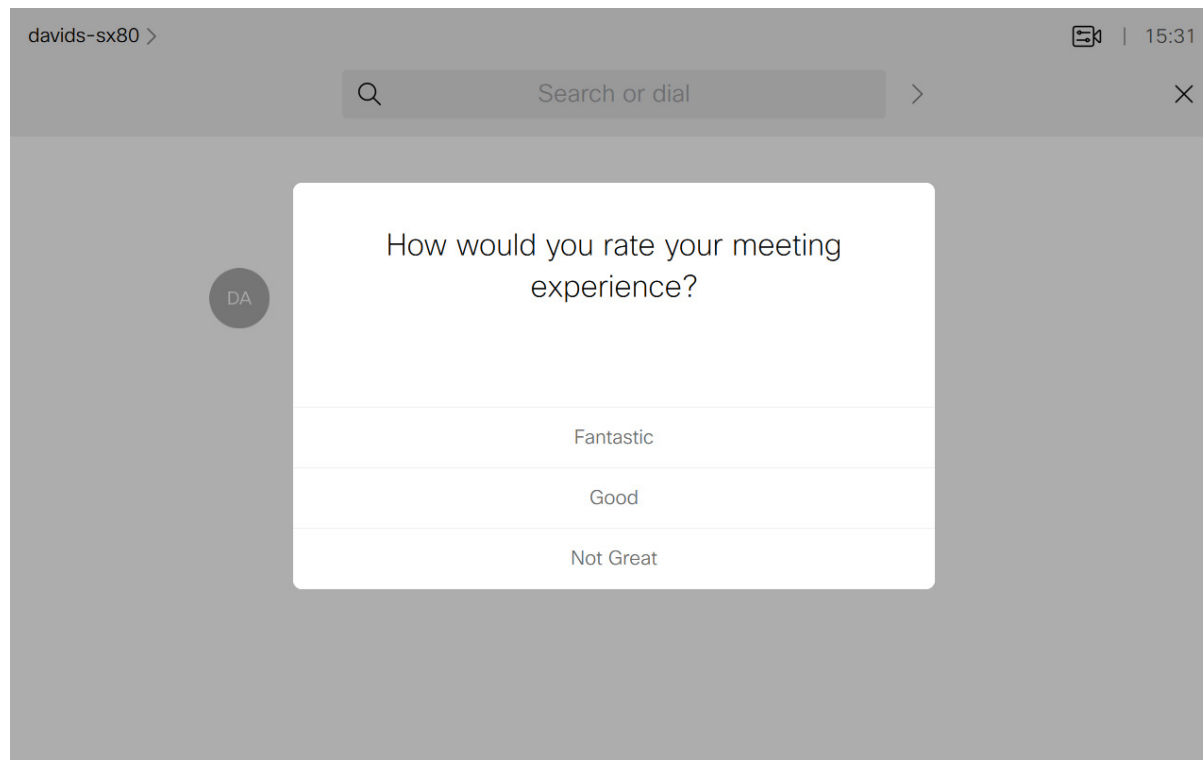 davids-sx80
15:31
Search or dial
How would you rate your meeting
experience?
DA
Fantastic
Good
Not Great